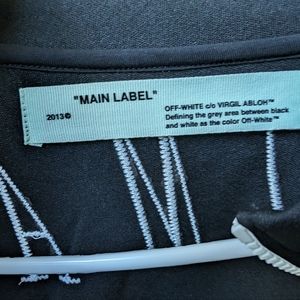 "MAIN LABEL"
2013©
OFF-WHITE c/o VIRGIL ABLOH™
Defining the grey area between black
and white as the color Off-White™